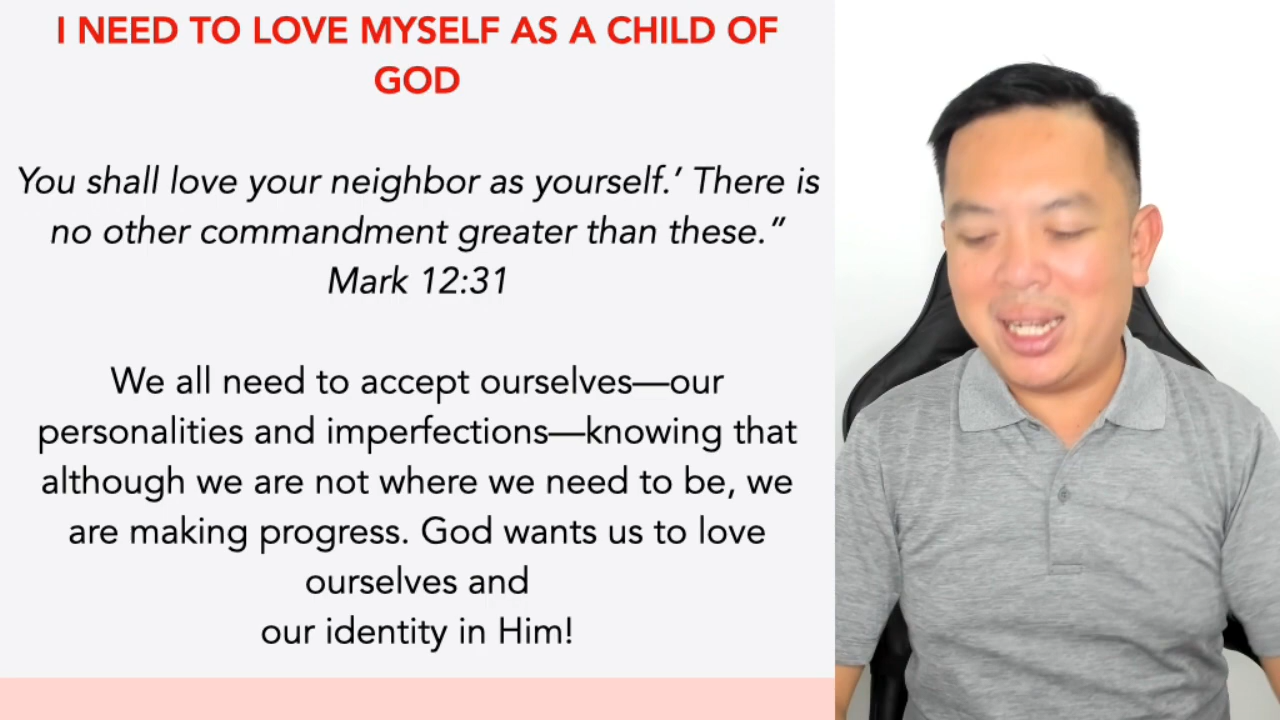 I NEED TO LOVE MYSELF AS A CHILD OF
GOD
You shall love your neighbor as yourself.’ There is
no other commandment greater than these.”
Mark 12:31
We all need to accept ourselves—our
personalities and imperfections—knowing that
although we are not where we need to be, we
are making progress. God wants us to love
ourselves and
our identity in Him!